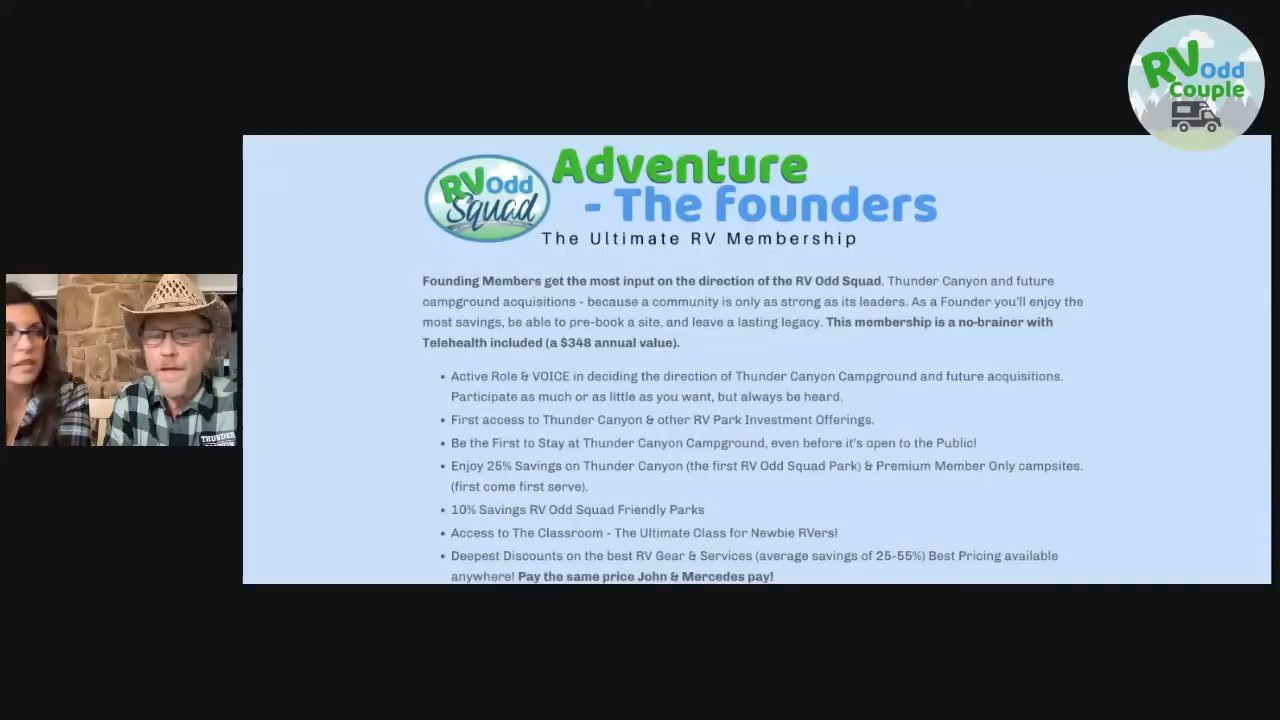 RV Odd
Couple
RV Odd
Squad
Adventure
- The founders
The Ultimate RV Membership
Founding Members get the most input on the direction of the RV Odd Squad, Thunder Canyon and future
campground acquisitions - because a community is only as strong as its leaders. As a Founder you'll enjoy the
most savings, be able to pre-book a site, and leave a lasting legacy. This membership is a no-brainer with
Telehealth included (a $348 annual value).
• Active Role & VOICE in deciding the direction of Thunder Canyon Campground and future acquisitions.
Participate as much or as little as you want, but always be heard.
• First access to Thunder Canyon & other RV Park Investment Offerings.
• Be the First to Stay at Thunder Canyon Campground, even before it's open to the Public!
• Enjoy 25% Savings on Thunder Canyon (the first RV Odd Squad Park) & Premium Member Only campsites.
(first come first serve).
• 10% Savings RV Odd Squad Friendly Parks
• Access to The Classroom - The Ultimate Class for Newbie RVers!
• Deepest Discounts on the best RV Gear & Services (average savings of 25-55%) Best Pricing available
anywhere! Pay the same price John & Mercedes pay!
THUNDER